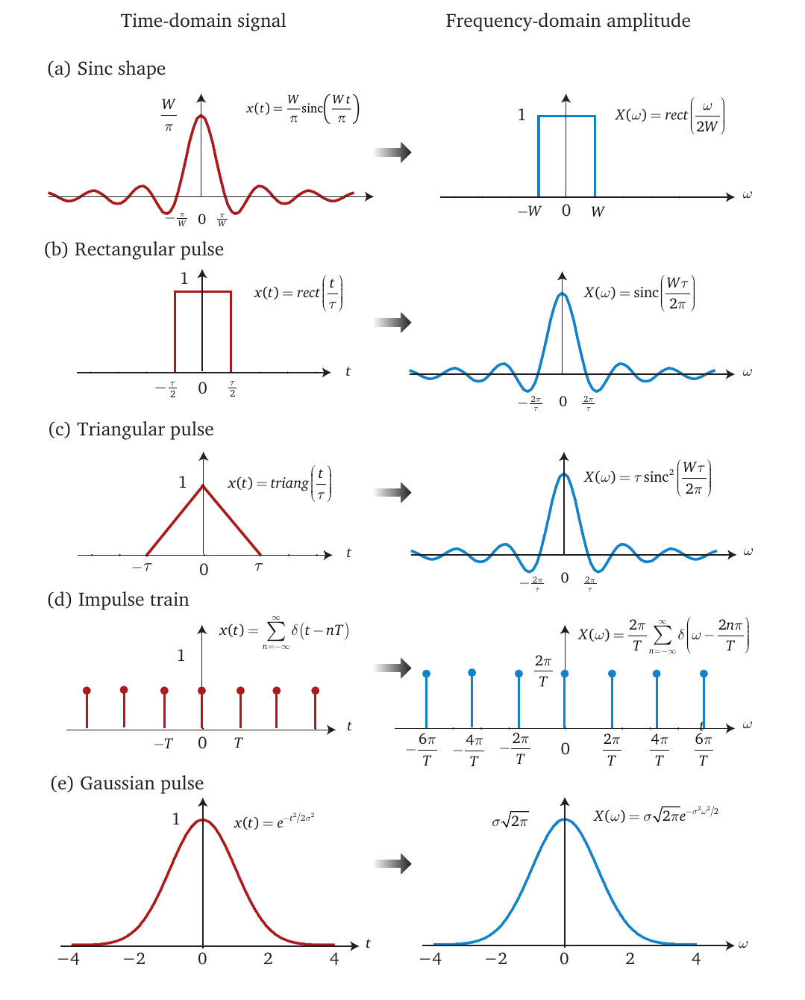 Time-domain signal
Frequency-domain amplitude
(a) Sinc shape
W/π
x(t) = W/π sinc(Wt/π)
−π/W 0 π/W
1
X(ω) = rect(ω/2W)
−W 0 W
ω
(b) Rectangular pulse
1
x(t) = rect(t/τ)
−τ/2 0 τ/2
t
X(ω) = sinc(Wτ/2π)
−2π/τ 0 2π/τ
ω
(c) Triangular pulse
1
x(t) = triang(t/τ)
−τ 0 τ
t
X(ω) = τ sinc²(Wτ/2π)
−2π/τ 0 2π/τ
ω
(d) Impulse train
x(t) = ∑_{n=−∞}^{∞} δ(t − nT)
1
−T 0 T
t
X(ω) = 2π/T ∑_{n=−∞}^{∞} δ(ω − 2nπ/T)
2π/T
t
ω
−6π/T −4π/T −2π/T 0 2π/T 4π/T 6π/T
(e) Gaussian pulse
1
x(t) = e^{−t²/2σ²}
t
−4 −2 0 2 4
σ√2π
X(ω) = σ√2πe^{−σ²ω²/2}
ω
−4 −2 0 2 4